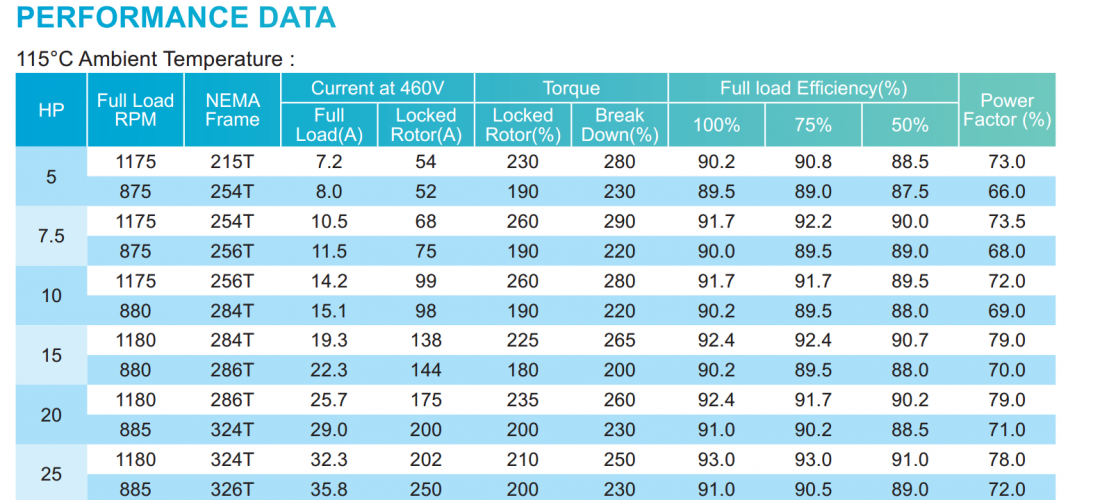 PERFORMANCE DATA
115°C Ambient Temperature :
HP Full Load RPM NEMA Frame Current at 460V Torque Full load Efficiency(%) Power Factor (%)
Full Load(A) Locked Rotor(A) Locked Rotor(%) Break Down(%) 100% 75% 50%
5 1175 215T 7.2 54 230 280 90.2 90.8 88.5 73.0
875 254T 8.0 52 190 230 89.5 89.0 87.5 66.0
7.5 1175 254T 10.5 68 260 290 91.7 92.2 90.0 73.5
875 256T 11.5 75 190 220 90.0 89.5 89.0 68.0
10 1175 256T 14.2 99 260 280 91.7 91.7 89.5 72.0
880 284T 15.1 98 190 220 90.2 89.5 88.0 69.0
15 1180 284T 19.3 138 225 265 92.4 92.4 90.7 79.0
880 286T 22.3 144 180 200 90.2 89.5 88.0 70.0
20 1180 286T 25.7 175 235 260 92.4 91.7 90.2 79.0
885 324T 29.0 200 200 230 91.0 90.2 88.5 71.0
25 1180 324T 32.3 202 210 250 93.0 93.0 91.0 78.0
885 326T 35.8 250 200 230 91.0 90.5 89.0 72.0